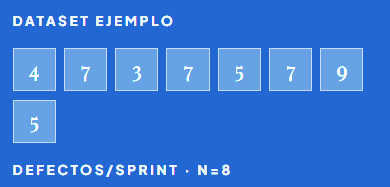 DATASET EJEMPLO
4 7 3 7 5 7 9
5
DEFECTOS/SPRINT · N=8